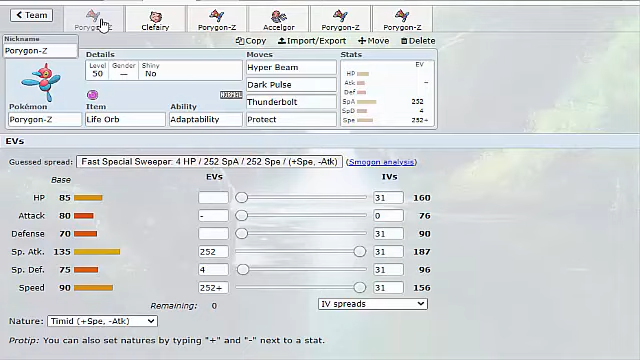 < Team
Porygon-Z
Clefairy
Porygon-Z
Accelgor
Porygon-Z
Porygon-Z
Copy
Import/Export
Move
Delete
Nickname
Porygon-Z
Details
Level Gender Shiny
50 — No
NORMAL
Pokémon
Porygon-Z
Item
Life Orb
Ability
Adaptability
Moves
Hyper Beam
Dark Pulse
Thunderbolt
Protect
Stats
EV
HP
Atk –
Def
SpA 252
SpD 4
Spe 252+
EVs
Guessed spread: Fast Special Sweeper: 4 HP / 252 SpA / 252 Spe / (+Spe, -Atk) (Smogon analysis)
Base EVs IVs
HP 85 31 160
Attack 80 - 0 76
Defense 70 31 90
Sp. Atk. 135 252 31 187
Sp. Def. 75 4 31 96
Speed 90 252+ 31 156
Remaining: 0 IV spreads
Nature: Timid (+Spe, -Atk)
Protip: You can also set natures by typing "+" and "-" next to a stat.